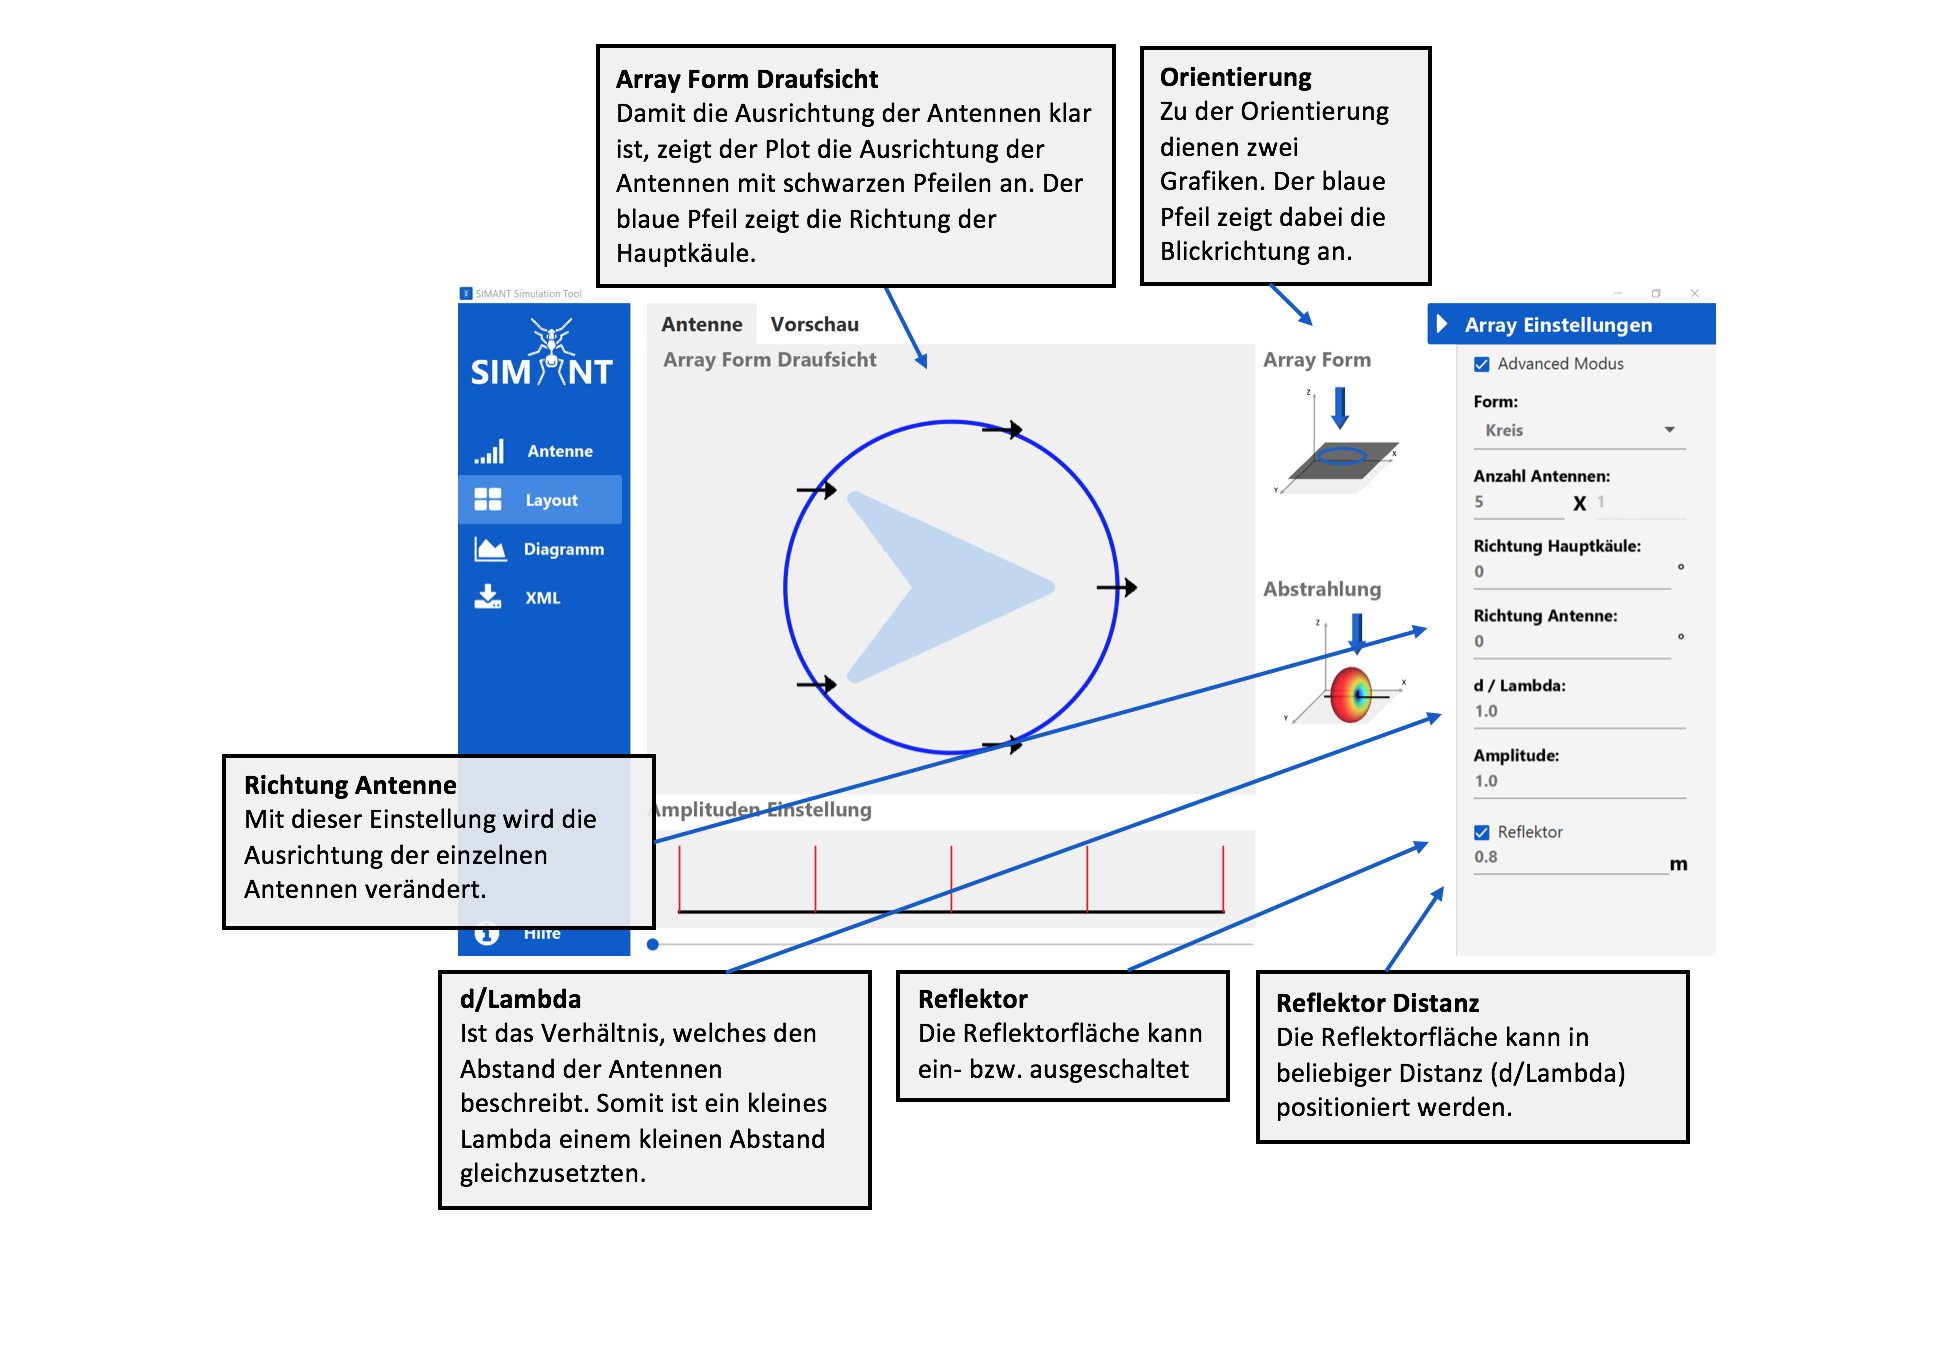 Array Form Draufsicht
Damit die Ausrichtung der Antennen klar
ist, zeigt der Plot die Ausrichtung der
Antennen mit schwarzen Pfeilen an. Der
blaue Pfeil zeigt die Richtung der
Hauptkäule.
Orientierung
Zu der Orientierung
dienen zwei
Grafiken. Der blaue
Pfeil zeigt dabei die
Blickrichtung an.
SIMANT Simulation Tool
SIMANT
Antenne
Layout
Diagramm
XML
Hilfe
Antenne Vorschau
Array Form Draufsicht
Amplituden Einstellung
Array Form
Z
X
Y
Abstrahlung
Z
X
Y
Array Einstellungen
Advanced Modus
Form:
Kreis
Anzahl Antennen:
5 X 1
Richtung Hauptkäule:
0 °
Richtung Antenne:
0 °
d / Lambda:
1.0
Amplitude:
1.0
Reflektor
0.8 m
Richtung Antenne
Mit dieser Einstellung wird die
Ausrichtung der einzelnen
Antennen verändert.
d/Lambda
Ist das Verhältnis, welches den
Abstand der Antennen
beschreibt. Somit ist ein kleines
Lambda einem kleinen Abstand
gleichzusetzten.
Reflektor
Die Reflektorfläche kann
ein- bzw. ausgeschaltet
Reflektor Distanz
Die Reflektorfläche kann in
beliebiger Distanz (d/Lambda)
positioniert werden.